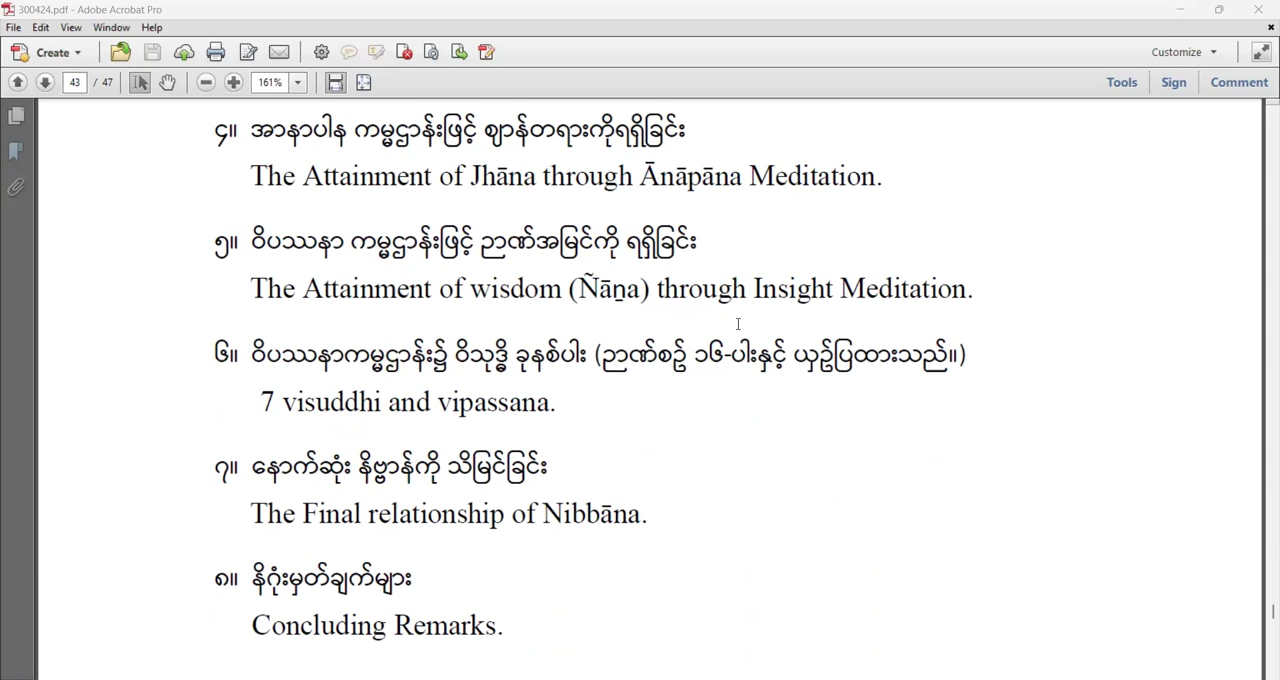 300424.pdf - Adobe Acrobat Pro
File Edit View Window Help
Create Customize
43 / 47 161% Tools Sign Comment
၄။ အာနာပါန ကမ္မဋ္ဌာန်းဖြင့် ဈာန်တရားကိုရရှိခြင်း
The Attainment of Jhāna through Ānāpāna Meditation.
၅။ ဝိပဿနာ ကမ္မဋ္ဌာန်းဖြင့် ဉာဏ်အမြင်ကို ရရှိခြင်း
The Attainment of wisdom (Ñāṉa) through Insight Meditation.
၆။ ဝိပဿနာကမ္မဋ္ဌာန်း၌ ဝိသုဒ္ဓိ ခုနစ်ပါး (ဉာဏ်စဥ် ၁၆-ပါးနှင့် ယှဥ်ပြထားသည်။)
7 visuddhi and vipassana.
၇။ နောက်ဆုံး နိဗ္ဗာန်ကို သိမြင်ခြင်း
The Final relationship of Nibbāna.
၈။ နိဂုံးမှတ်ချက်များ
Concluding Remarks.